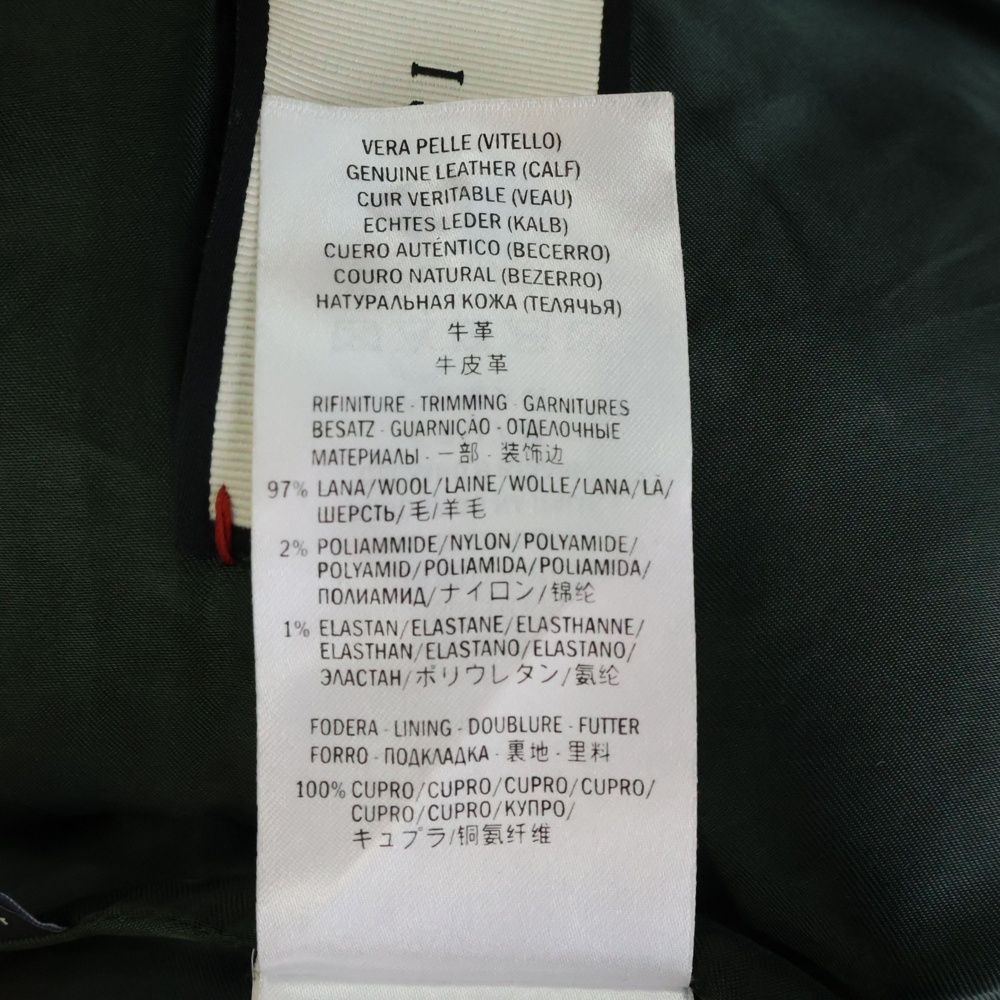 I
VERA PELLE (VITELLO)
GENUINE LEATHER (CALF)
CUIR VERITABLE (VEAU)
ECHTES LEDER (KALB)
CUERO AUTÉNTICO (BECERRO)
COURO NATURAL (BEZERRO)
НАТУРАЛЬНАЯ КОЖА (ТЕЛЯЧЬЯ)
牛革
牛皮革
RIFINITURE - TRIMMING - GARNITURES
BESATZ - GUARNIÇÃO - ОТДЕЛОЧНЫЕ
МАТЕРИАЛЫ - 一部 - 装饰边
97% LANA/WOOL/LAINE/WOLLE/LANA/LÃ/
ШЕРСТЬ/毛/羊毛
2% POLIAMMIDE/NYLON/POLYAMIDE/
POLYAMID/POLIAMIDA/POLIAMIDA/
ПОЛИАМИД/ナイロン/锦纶
1% ELASTAN/ELASTANE/ELASTHANNE/
ELASTHAN/ELASTANO/ELASTANO/
ЭЛАСТАН/ポリウレタン/氨纶
FODERA - LINING - DOUBLURE - FUTTER
FORRO - ПОДКЛАДКА - 裏地 - 里料
100% CUPRO/CUPRO/CUPRO/CUPRO/
CUPRO/CUPRO/КУПРО/
キュプラ/铜氨纤维